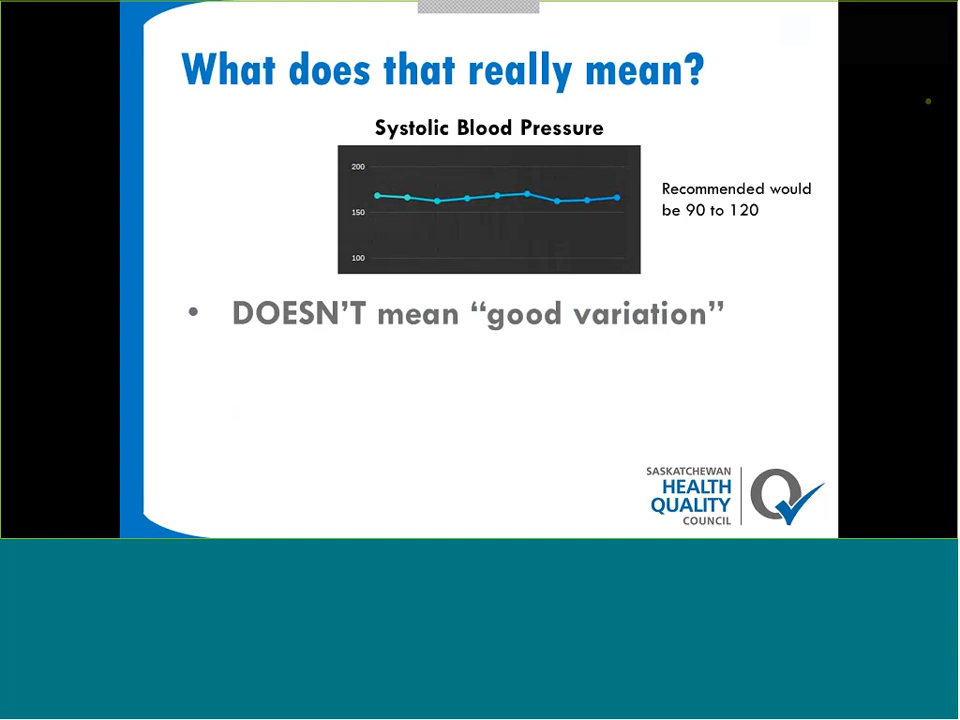 What does that really mean?
Systolic Blood Pressure
200
150
100
Recommended would
be 90 to 120
• DOESN’T mean “good variation”
SASKATCHEWAN
HEALTH
QUALITY
COUNCIL